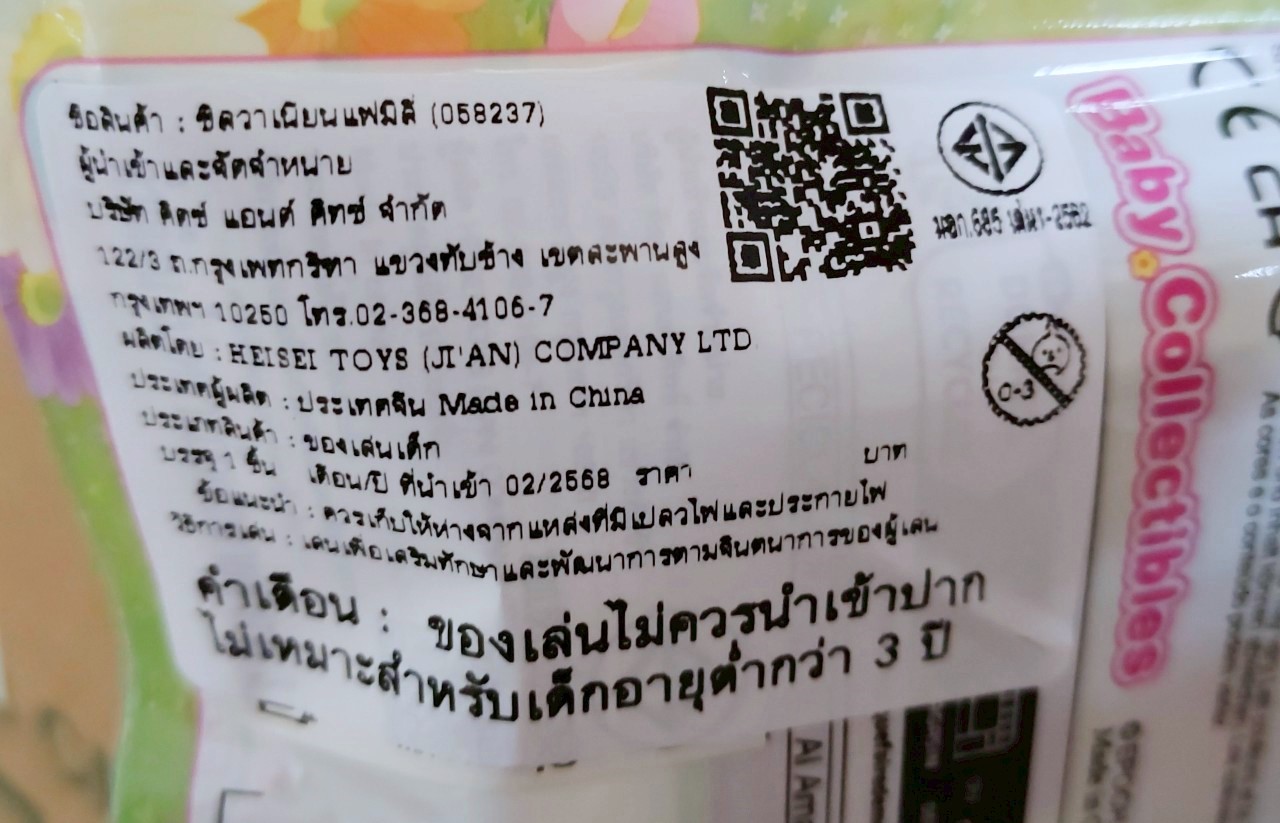 ชื่อสินค้า : ซิลวาเนียนแฟมิลี่ (058237)
ผู้นำเข้าและจัดจำหน่าย
บริษัท คิดซ์ แอนด์ คิตซ์ จำกัด
122/3 ถ.กรุงเทพกรีฑา แขวงทับช้าง เขตสะพานสูง
กรุงเทพฯ 10250 โทร.02-368-4106-7
ผลิตโดย : HEISEI TOYS (JI'AN) COMPANY LTD
ประเทศผู้ผลิต : ประเทศจีน Made in China
ประเภทสินค้า : ของเล่นเด็ก
บรรจุ 1 ชิ้น เดือน/ปี ที่นำเข้า 02/2568 ราคา บาท
ข้อแนะนำ : ควรเก็บให้ห่างจากแหล่งที่มีเปลวไฟและประกายไฟ
วิธีการเล่น : เล่นเพื่อเสริมทักษะและพัฒนาการตามจินตนาการของผู้เล่น
คำเตือน : ของเล่นไม่ควรนำเข้าปาก
ไม่เหมาะสำหรับเด็กอายุต่ำกว่า 3 ปี
มอก.685 เล่ม1-2562
0-3
Baby Collectibles
CE